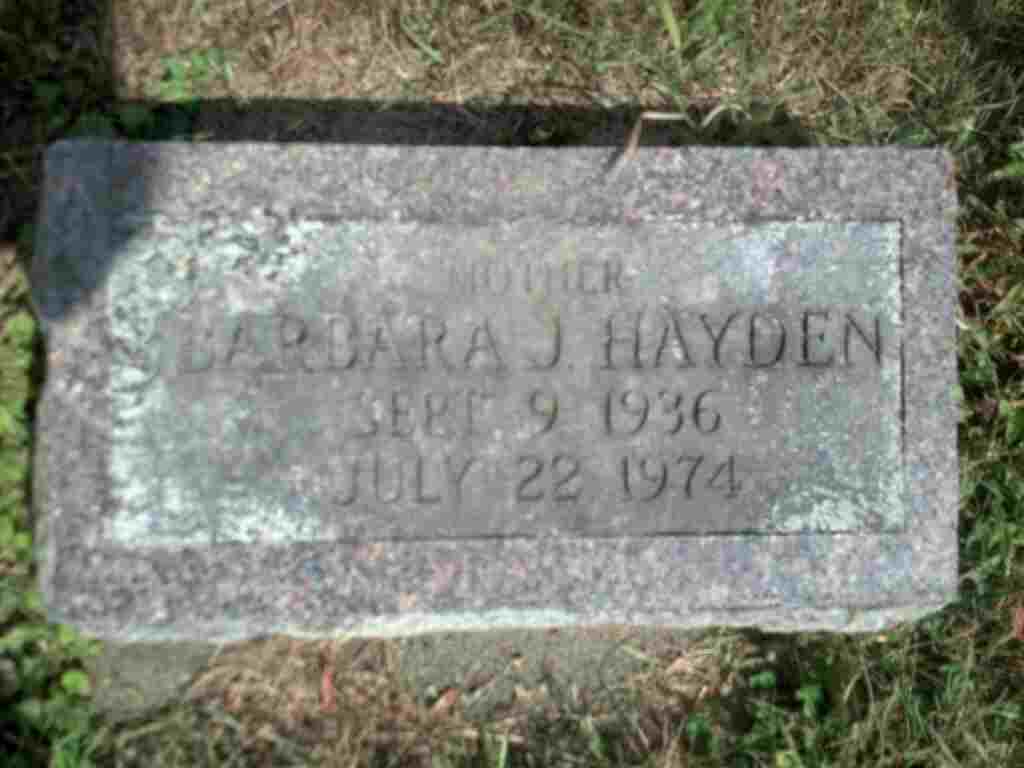 MOTHER
BARBARA J. HAYDEN
SEPT 9 1936
JULY 22 1974